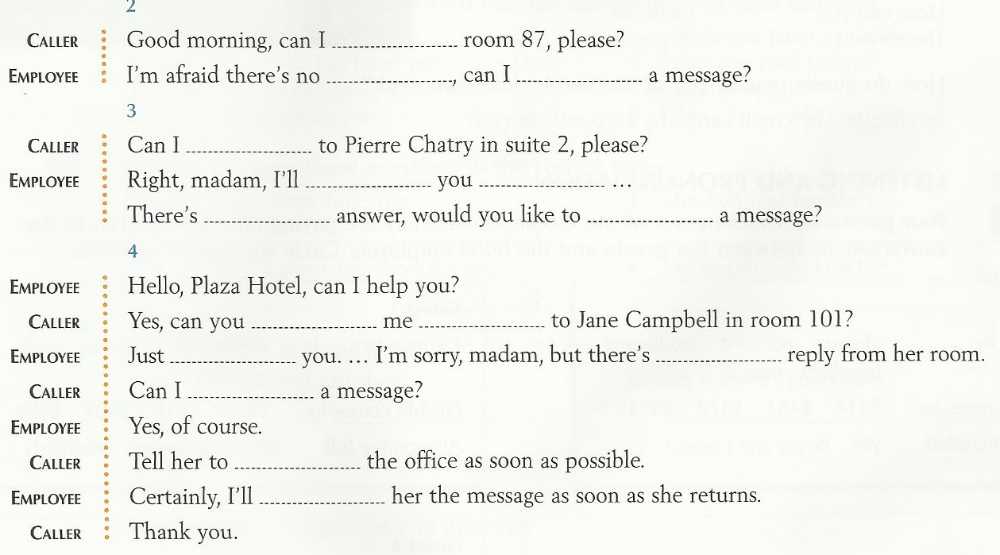 2
CALLER Good morning, can I ........................ room 87, please?
EMPLOYEE I'm afraid there's no ........................, can I ........................ a message?
3
CALLER Can I ........................ to Pierre Chatry in suite 2, please?
EMPLOYEE Right, madam, I'll ........................ you ........................ ...
There's ........................ answer, would you like to ........................ a message?
4
EMPLOYEE Hello, Plaza Hotel, can I help you?
CALLER Yes, can you ........................ me ........................ to Jane Campbell in room 101?
EMPLOYEE Just ........................ you. ... I'm sorry, madam, but there's ........................ reply from her room.
CALLER Can I ........................ a message?
EMPLOYEE Yes, of course.
CALLER Tell her to ........................ the office as soon as possible.
EMPLOYEE Certainly, I'll ........................ her the message as soon as she returns.
CALLER Thank you.